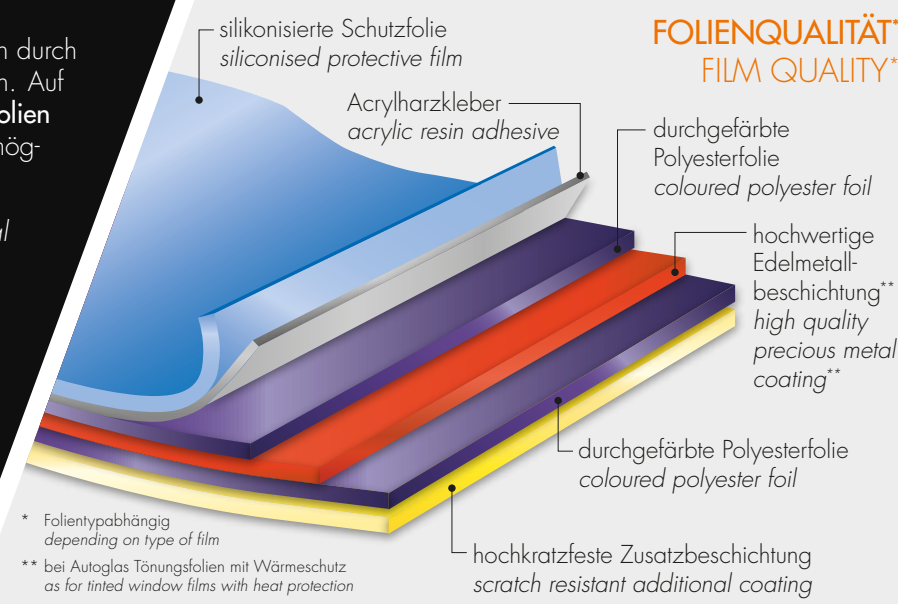 durch
Auf
FOLIENQUALITÄT*
FILM QUALITY*
silikonisierte Schutzfolie
siliconised protective film
Acrylharzkleber
acrylic resin adhesive
durchgefärbte
Polyesterfolie
coloured polyester foil
hochwertige
Edelmetall-
beschichtung**
high quality
precious metal
coating**
durchgefärbte Polyesterfolie
coloured polyester foil
hochkratzfeste Zusatzbeschichtung
scratch resistant additional coating
* Folientypabhängig
depending on type of film
** bei Autoglas Tönungsfolien mit Wärmeschutz
as for tinted window films with heat protection